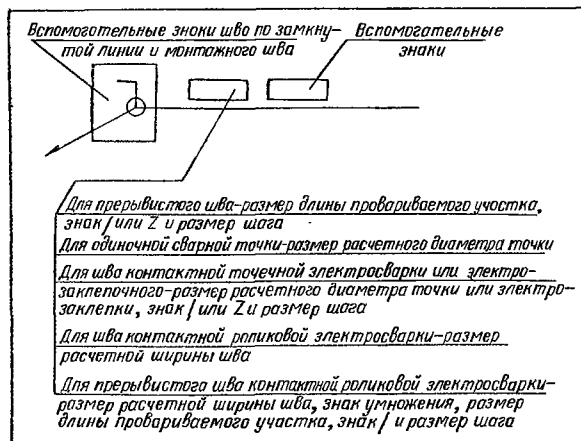 Вспомогательные знаки шво по замкну-
той линии и монтажного шва
Вспомогательные
знаки
Для прерывистого шва-размер длины провариваемого участка,
знак / или Z и размер шага
Для одиночной сварной точки-размер расчетного диаметра точки
Для шва контактной точечной электросварки или электро-
заклепочного-размер расчетного диаметра точки или электро-
заклепки, знак / или Z и размер шага
Для шва контактной роликовой электросварки-размер
расчетной ширины шва
Для прерывистого шва контактной роликовой электросварки-
размер расчетной ширины шва, знак умножения, размер
длины провариваемого участка, знак / и размер шага